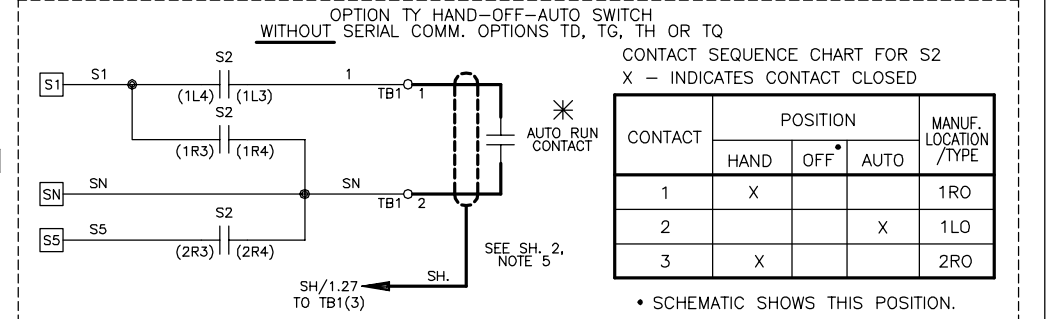 OPTION TY HAND-OFF-AUTO SWITCH
WITHOUT SERIAL COMM. OPTIONS TD, TG, TH OR TQ
S1 S1 S2 1
(1L4) (1L3) TB1 1
S2
(1R3) (1R4)
✳
AUTO RUN
CONTACT
SN SN SN
TB1 2
S5 S5 S2
(2R3) (2R4)
SEE SH. 2,
NOTE 5
SH.
SH/1.27
TO TB1(3)
CONTACT SEQUENCE CHART FOR S2
X - INDICATES CONTACT CLOSED
CONTACT POSITION MANUF. LOCATION /TYPE
HAND OFF• AUTO
1 X 1RO
2 X 1LO
3 X 2RO
• SCHEMATIC SHOWS THIS POSITION.